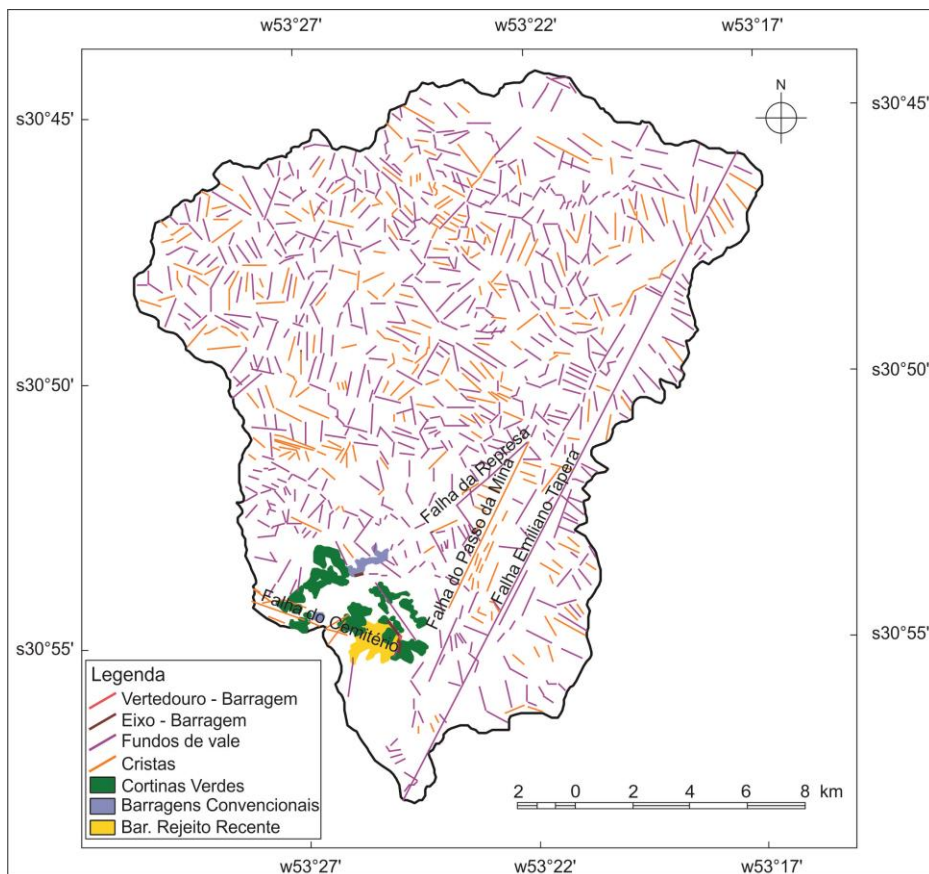 w53°27'
w53°22'
w53°17'
N
s30°45'
s30°45'
s30°50'
s30°50'
Falha da Represa
Falha do Passo da Mina
Falha Emiliano Tapera
Falha do Cemitério
s30°55'
s30°55'
Legenda
Vertedouro - Barragem
Eixo - Barragem
Fundos de vale
Cristas
Cortinas Verdes
Barragens Convencionais
Bar. Rejeito Recente
2 0 2 4 6 8 km
w53°27'
w53°22'
w53°17'